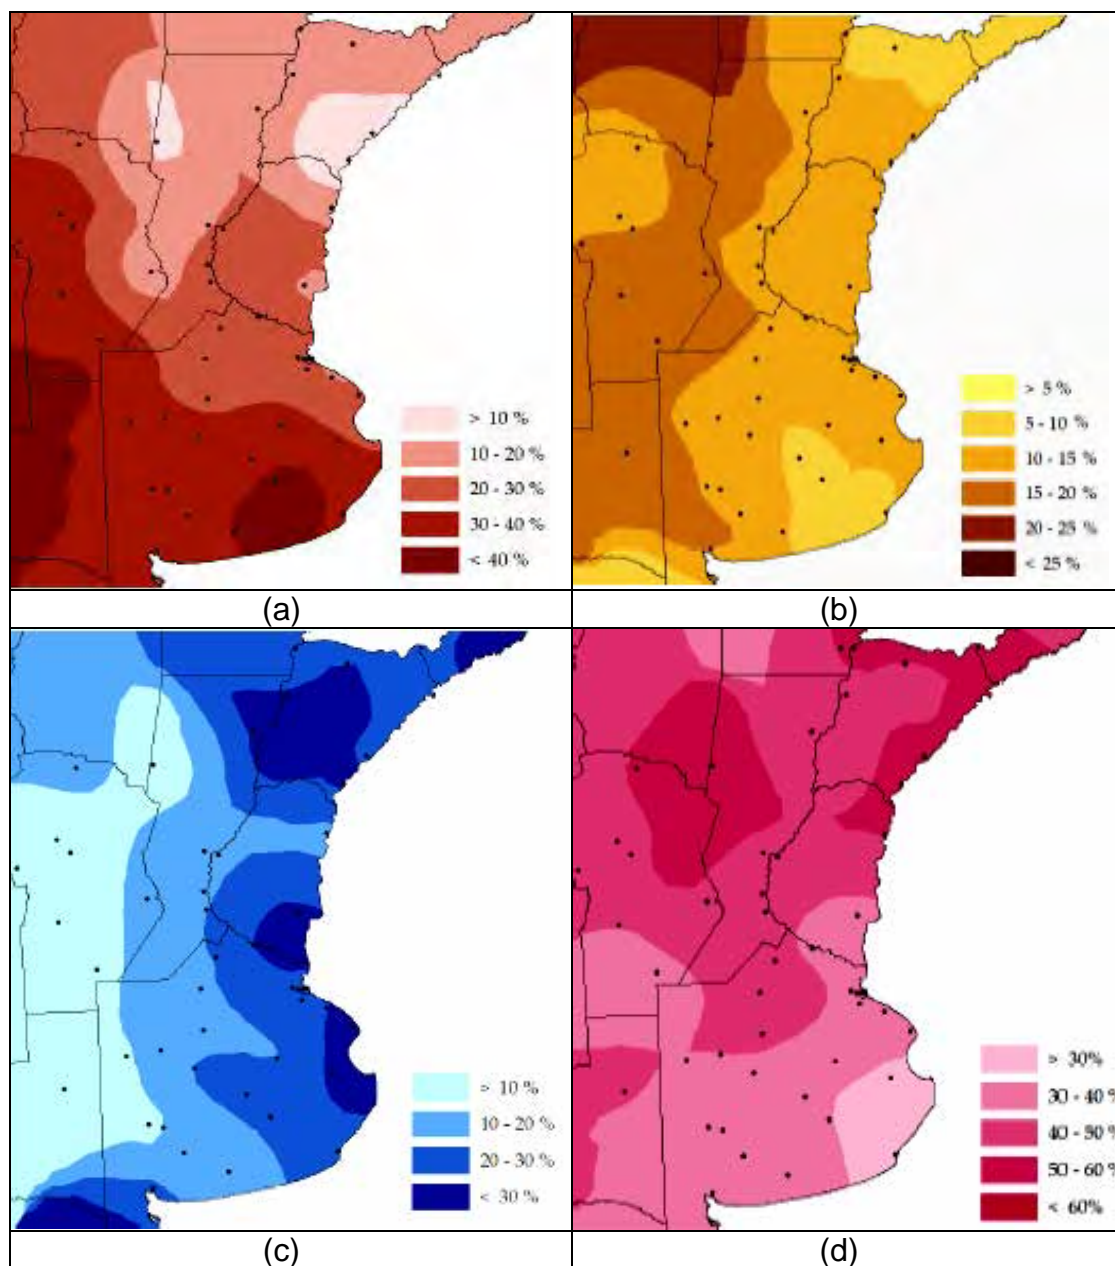 > 10 %
10 - 20 %
20 - 30 %
30 - 40 %
< 40 %
> 5 %
5 - 10 %
10 - 15 %
15 - 20 %
20 - 25 %
< 25 %
(a)
(b)
> 10 %
10 - 20 %
20 - 30 %
< 30 %
> 30%
30 - 40 %
40 - 50 %
50 - 60 %
< 60%
(c)
(d)